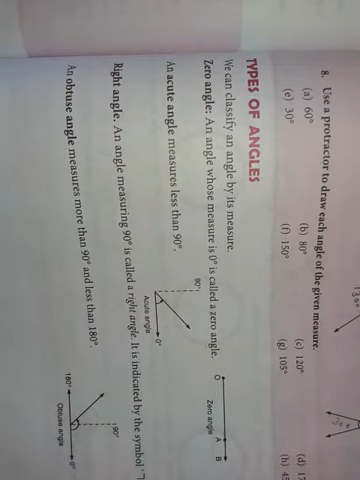 8. Use a protractor to draw each angle of the given measure.
(a) 60° (b) 80° (c) 120° (d)
(e) 30° (f) 150° (g) 105° (h)
TYPES OF ANGLES
We can classify an angle by its measure.
Zero angle: An angle whose measure is 0° is called a zero angle.
O A B
Zero angle
An acute angle measures less than 90°.
90°
0°
Acute angle
Right angle. An angle measuring 90° is called a right angle. It is indicated by the symbol '
An obtuse angle measures more than 90° and less than 180°.
90°
180° 0°
Obtuse angle